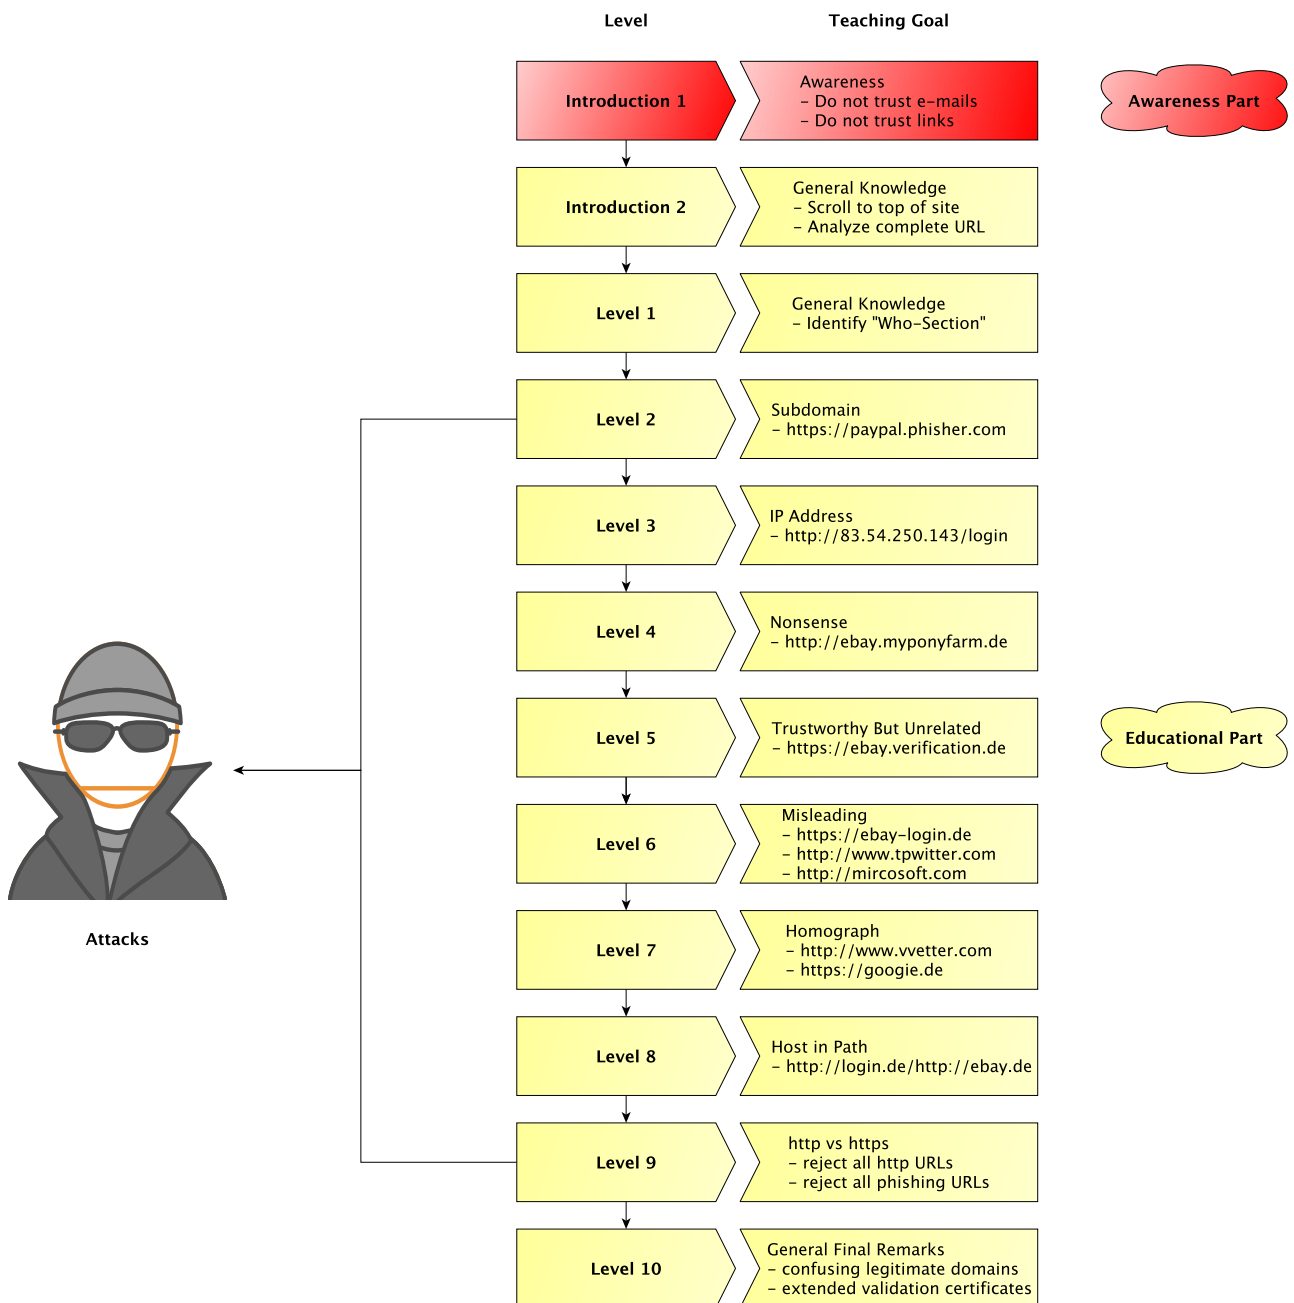 Level
Teaching Goal
Introduction 1
Awareness
- Do not trust e-mails
- Do not trust links
Awareness Part
Introduction 2
General Knowledge
- Scroll to top of site
- Analyze complete URL
Level 1
General Knowledge
- Identify "Who-Section"
Level 2
Subdomain
- https://paypal.phisher.com
Level 3
IP Address
- http://83.54.250.143/login
Level 4
Nonsense
- http://ebay.myponyfarm.de
Level 5
Trustworthy But Unrelated
- https://ebay.verification.de
Educational Part
Level 6
Misleading
- https://ebay-login.de
- http://www.tpwitter.com
- http://mircosoft.com
Attacks
Level 7
Homograph
- http://www.vvetter.com
- https://googie.de
Level 8
Host in Path
- http://login.de/http://ebay.de
Level 9
http vs https
- reject all http URLs
- reject all phishing URLs
Level 10
General Final Remarks
- confusing legitimate domains
- extended validation certificates